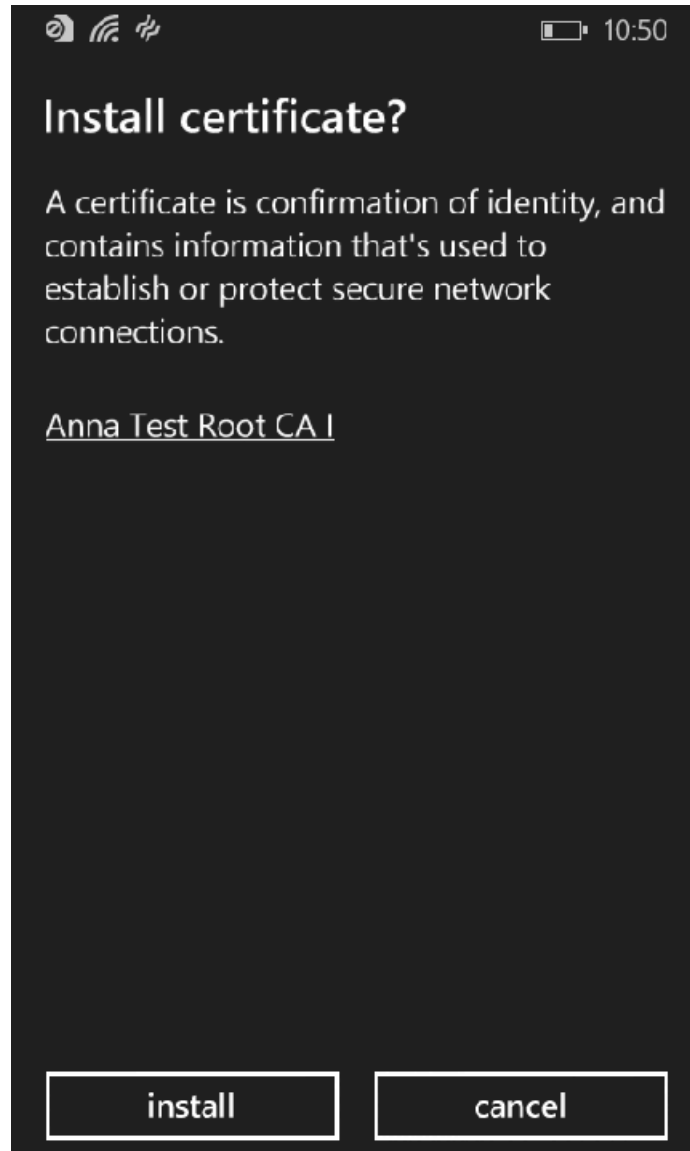 10:50
Install certificate?
A certificate is confirmation of identity, and
contains information that's used to
establish or protect secure network
connections.
Anna Test Root CA I
install
cancel